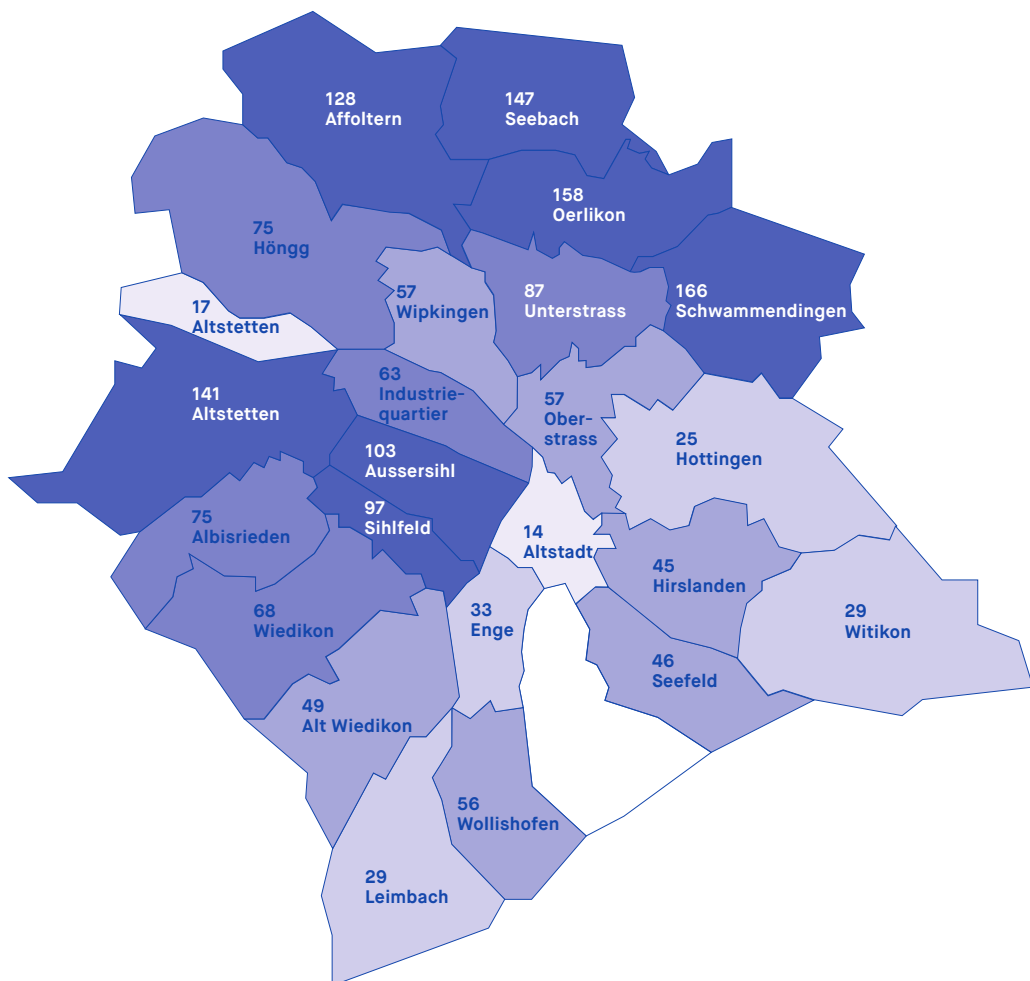 128
Affoltern
147
Seebach
158
Oerlikon
75
Höngg
57
Wipkingen
87
Unterstrass
166
Schwammendingen
17
Altstetten
63
Industrie-
quartier
141
Altstetten
57
Ober-
strass
25
Hottingen
103
Aussersihl
97
Sihlfeld
75
Albisrieden
14
Altstadt
45
Hirslanden
68
Wiedikon
33
Enge
29
Witikon
46
Seefeld
49
Alt Wiedikon
56
Wollishofen
29
Leimbach